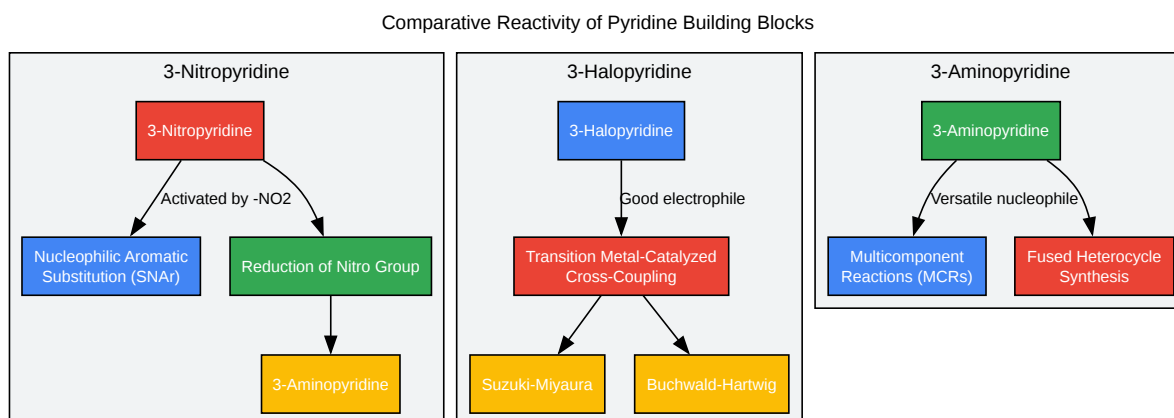 Comparative Reactivity of Pyridine Building Blocks
3-Nitropyridine
3-Nitropyridine
Activated by -NO2
Nucleophilic Aromatic
Substitution (SNAr)
Reduction of Nitro Group
3-Aminopyridine
3-Halopyridine
3-Halopyridine
Good electrophile
Transition Metal-Catalyzed
Cross-Coupling
Suzuki-Miyaura
Buchwald-Hartwig
3-Aminopyridine
3-Aminopyridine
Versatile nucleophile
Multicomponent
Reactions (MCRs)
Fused Heterocycle
Synthesis